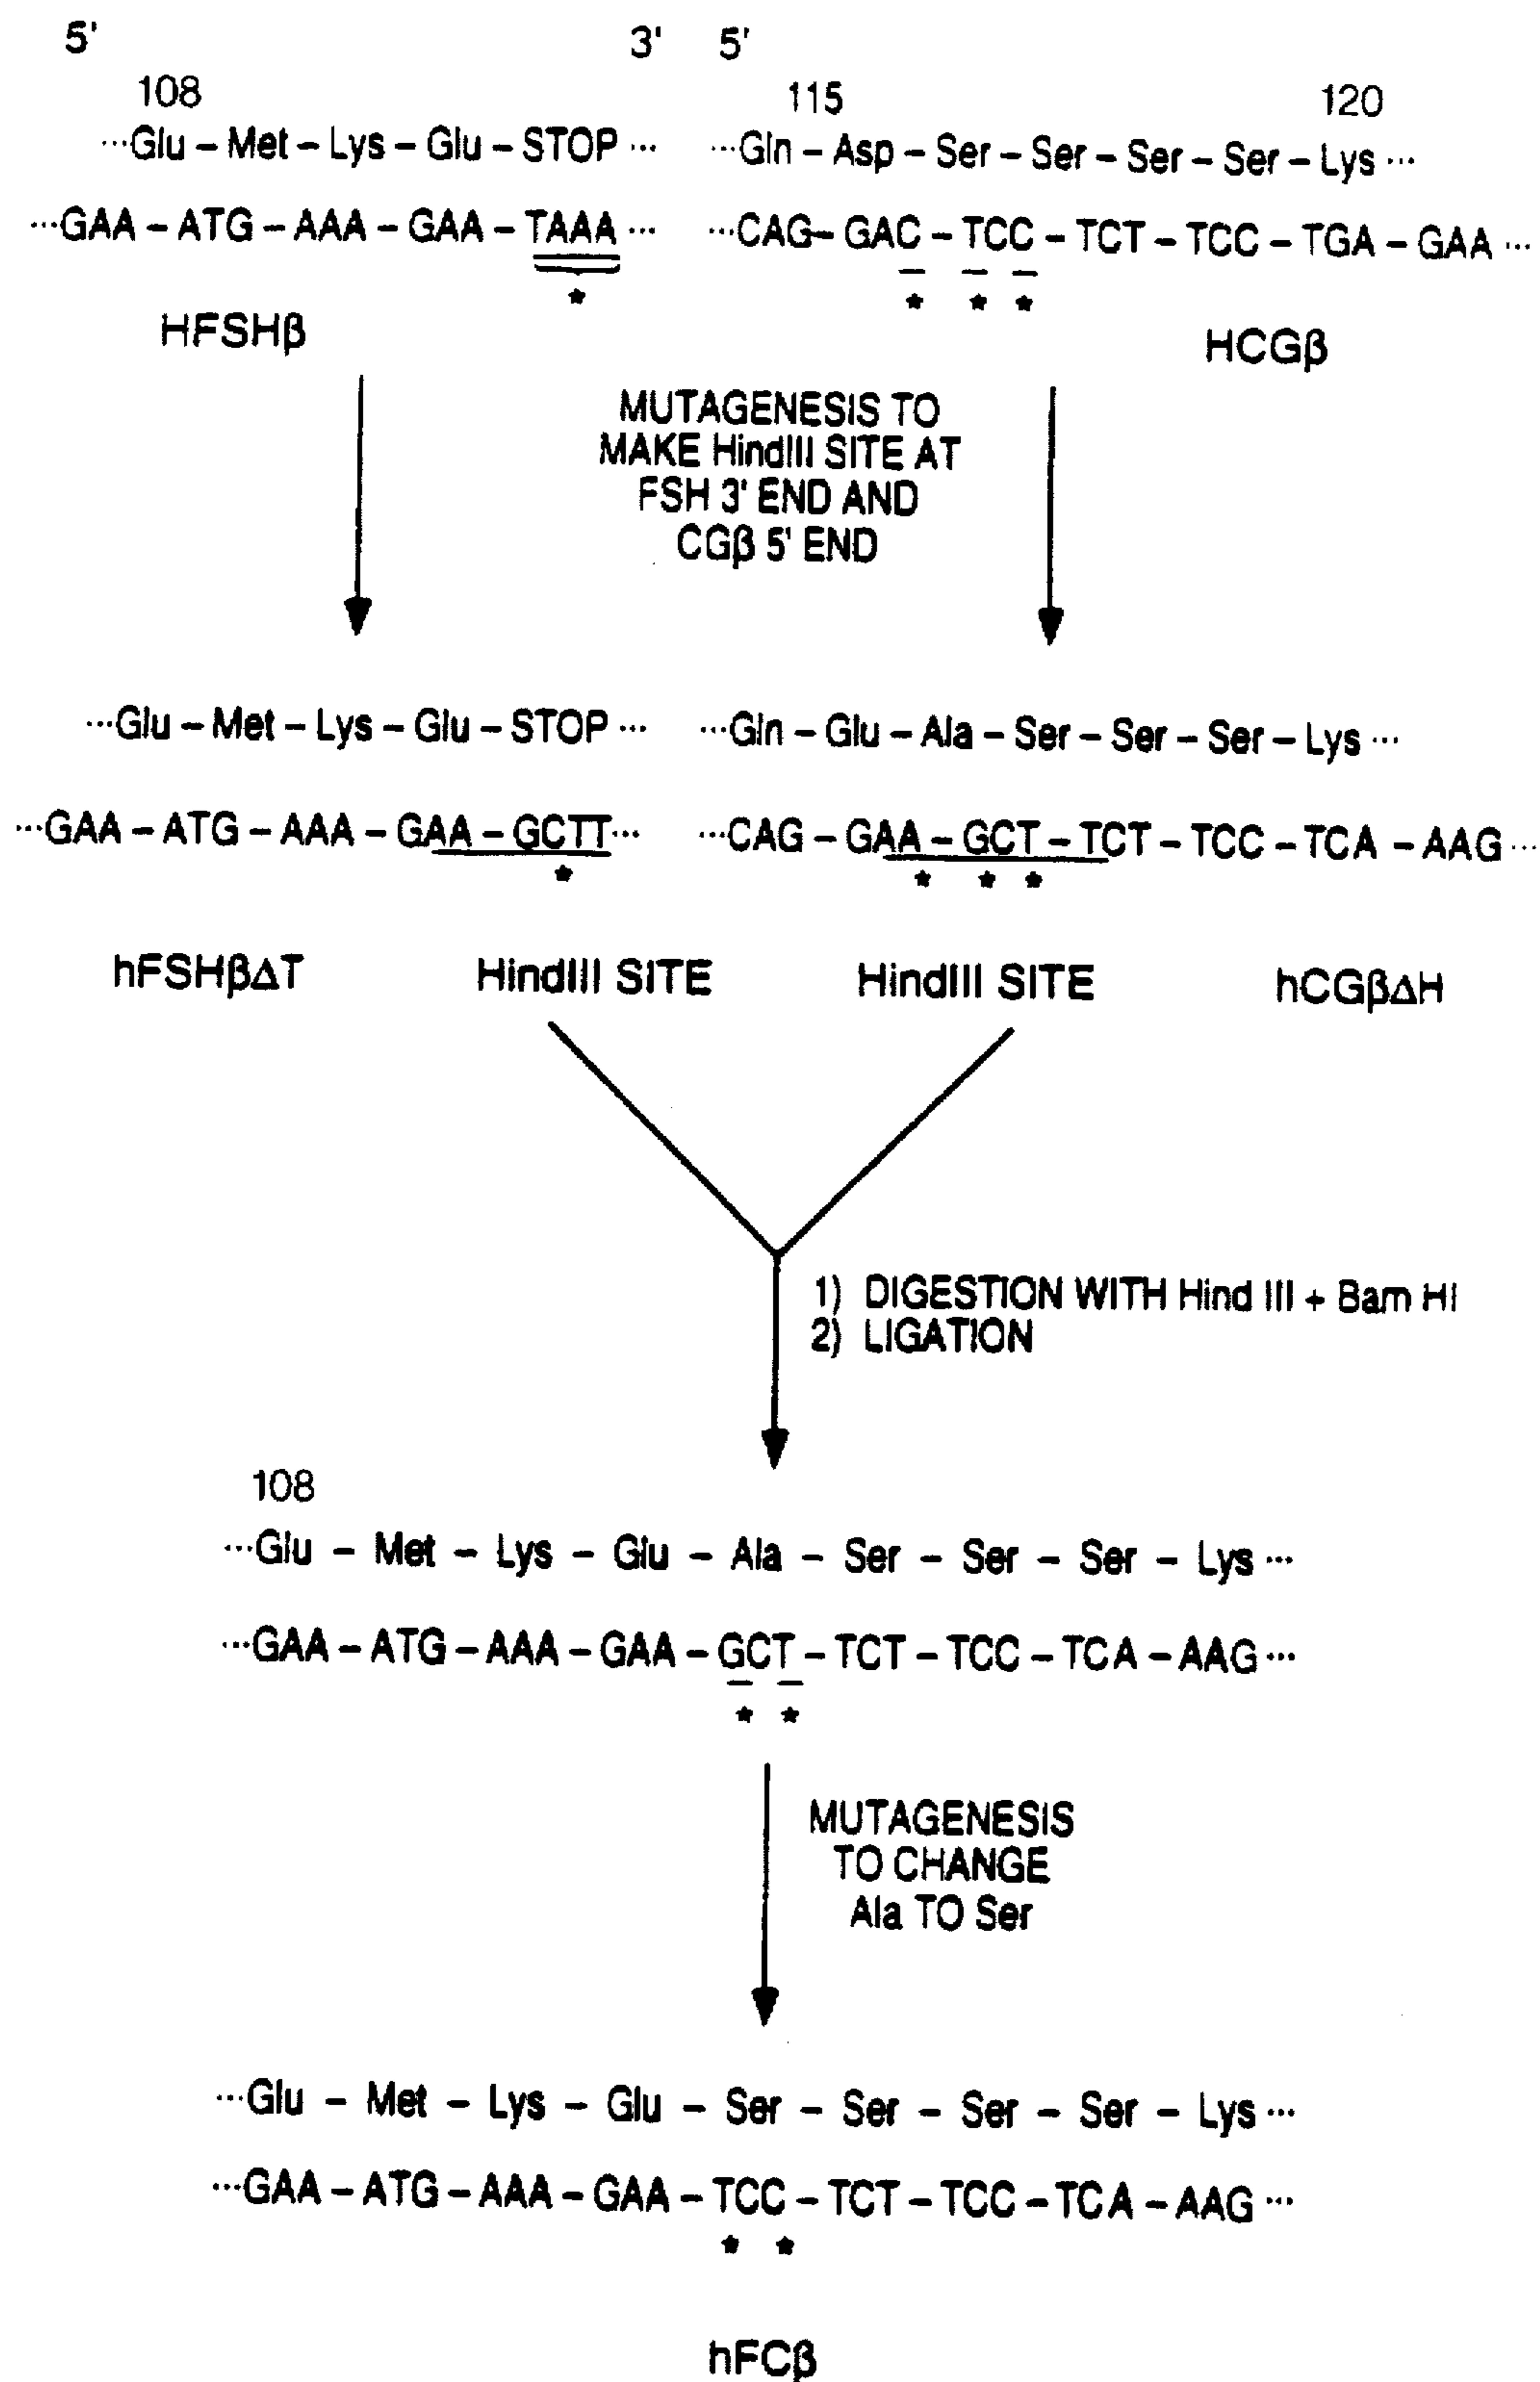 5' 3' 5'
108 115 120
···Glu – Met – Lys – Glu – STOP ··· ···Gln – Asp – Ser – Ser – Ser – Ser – Lys ···
···GAA – ATG – AAA – GAA – TAAA ··· ···CAG – GAC – TCC – TCT – TCC – TGA – GAA ···
* * * *
HFSHβ HCGβ
MUTAGENESIS TO
MAKE HindIII SITE AT
FSH 3' END AND
CGβ 5' END
···Glu – Met – Lys – Glu – STOP ··· ···Gln – Glu – Ala – Ser – Ser – Ser – Lys ···
···GAA – ATG – AAA – GAA – GCTT··· ···CAG – GAA – GCT – TCT – TCC – TCA – AAG···
* * * *
hFSHβΔT HindIII SITE HindIII SITE hCGβΔH
1) DIGESTION WITH Hind III + Bam HI
2) LIGATION
108
···Glu – Met – Lys – Glu – Ala – Ser – Ser – Ser – Lys ···
···GAA – ATG – AAA – GAA – GCT – TCT – TCC – TCA – AAG ···
* *
MUTAGENESIS
TO CHANGE
Ala TO Ser
···Glu – Met – Lys – Glu – Ser – Ser – Ser – Ser – Lys ···
···GAA – ATG – AAA – GAA – TCC – TCT – TCC – TCA – AAG ···
* *
hFCβ